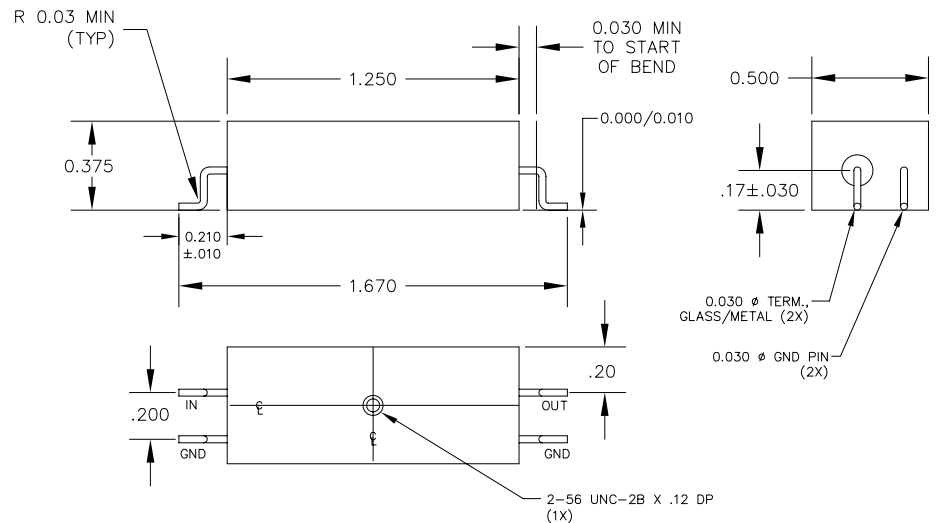 R 0.03 MIN
(TYP)
0.030 MIN
TO START
OF BEND
1.250
0.500
0.000/0.010
0.375
.17±.030
0.210
±.010
1.670
0.030 ø TERM.,
GLASS/METAL (2X)
0.030 ø GND PIN
(2X)
.20
IN
OUT
.200
℄
℄
GND
GND
2-56 UNC-2B X .12 DP
(1X)